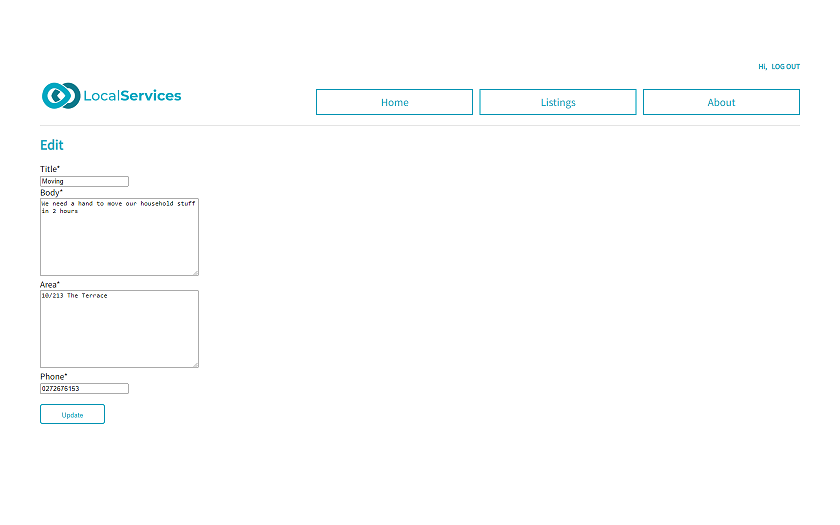 Hi, LOG OUT
LocalServices
Home
Listings
About
Edit
Title*
Moving
Body*
We need a hand to move our household stuff
in 2 hours
Area*
10/213 The Terrace
Phone*
0272676153
Update